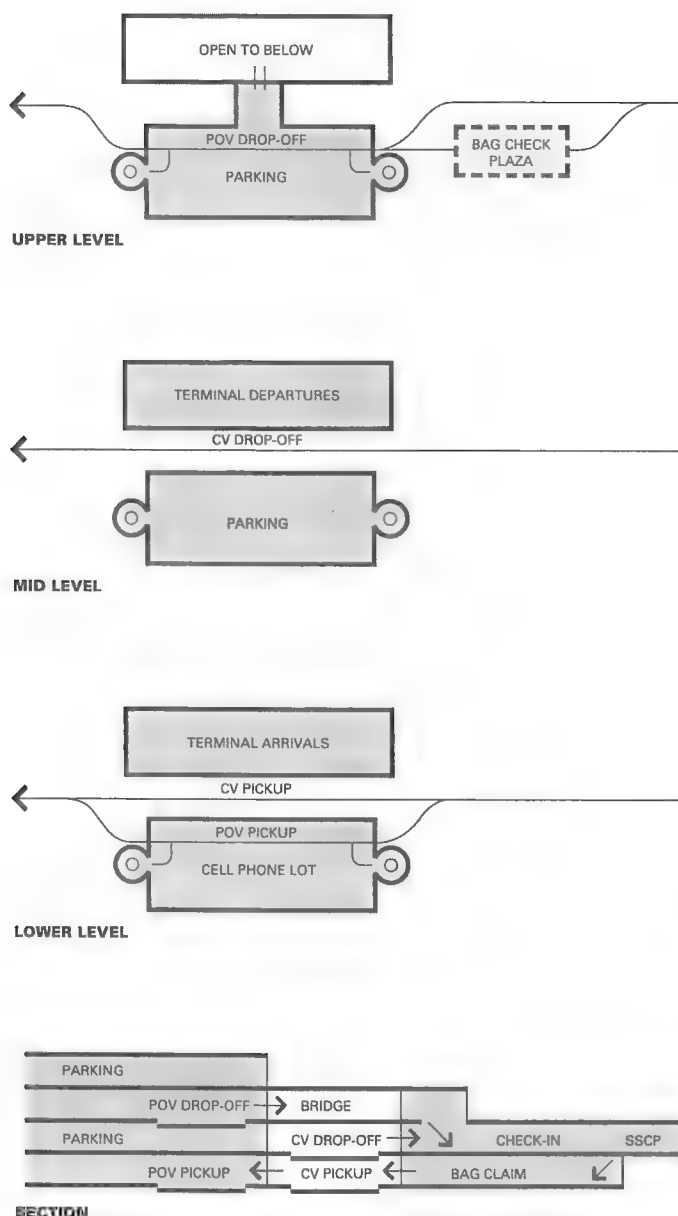 OPEN TO BELOW
POV DROP-OFF
BAG CHECK
PLAZA
PARKING
UPPER LEVEL
TERMINAL DEPARTURES
CV DROP-OFF
PARKING
MID LEVEL
TERMINAL ARRIVALS
CV PICKUP
POV PICKUP
CELL PHONE LOT
LOWER LEVEL
PARKING
POV DROP-OFF BRIDGE
PARKING CV DROP-OFF CHECK-IN SSCP
POV PICKUP CV PICKUP BAG CLAIM
SECTION